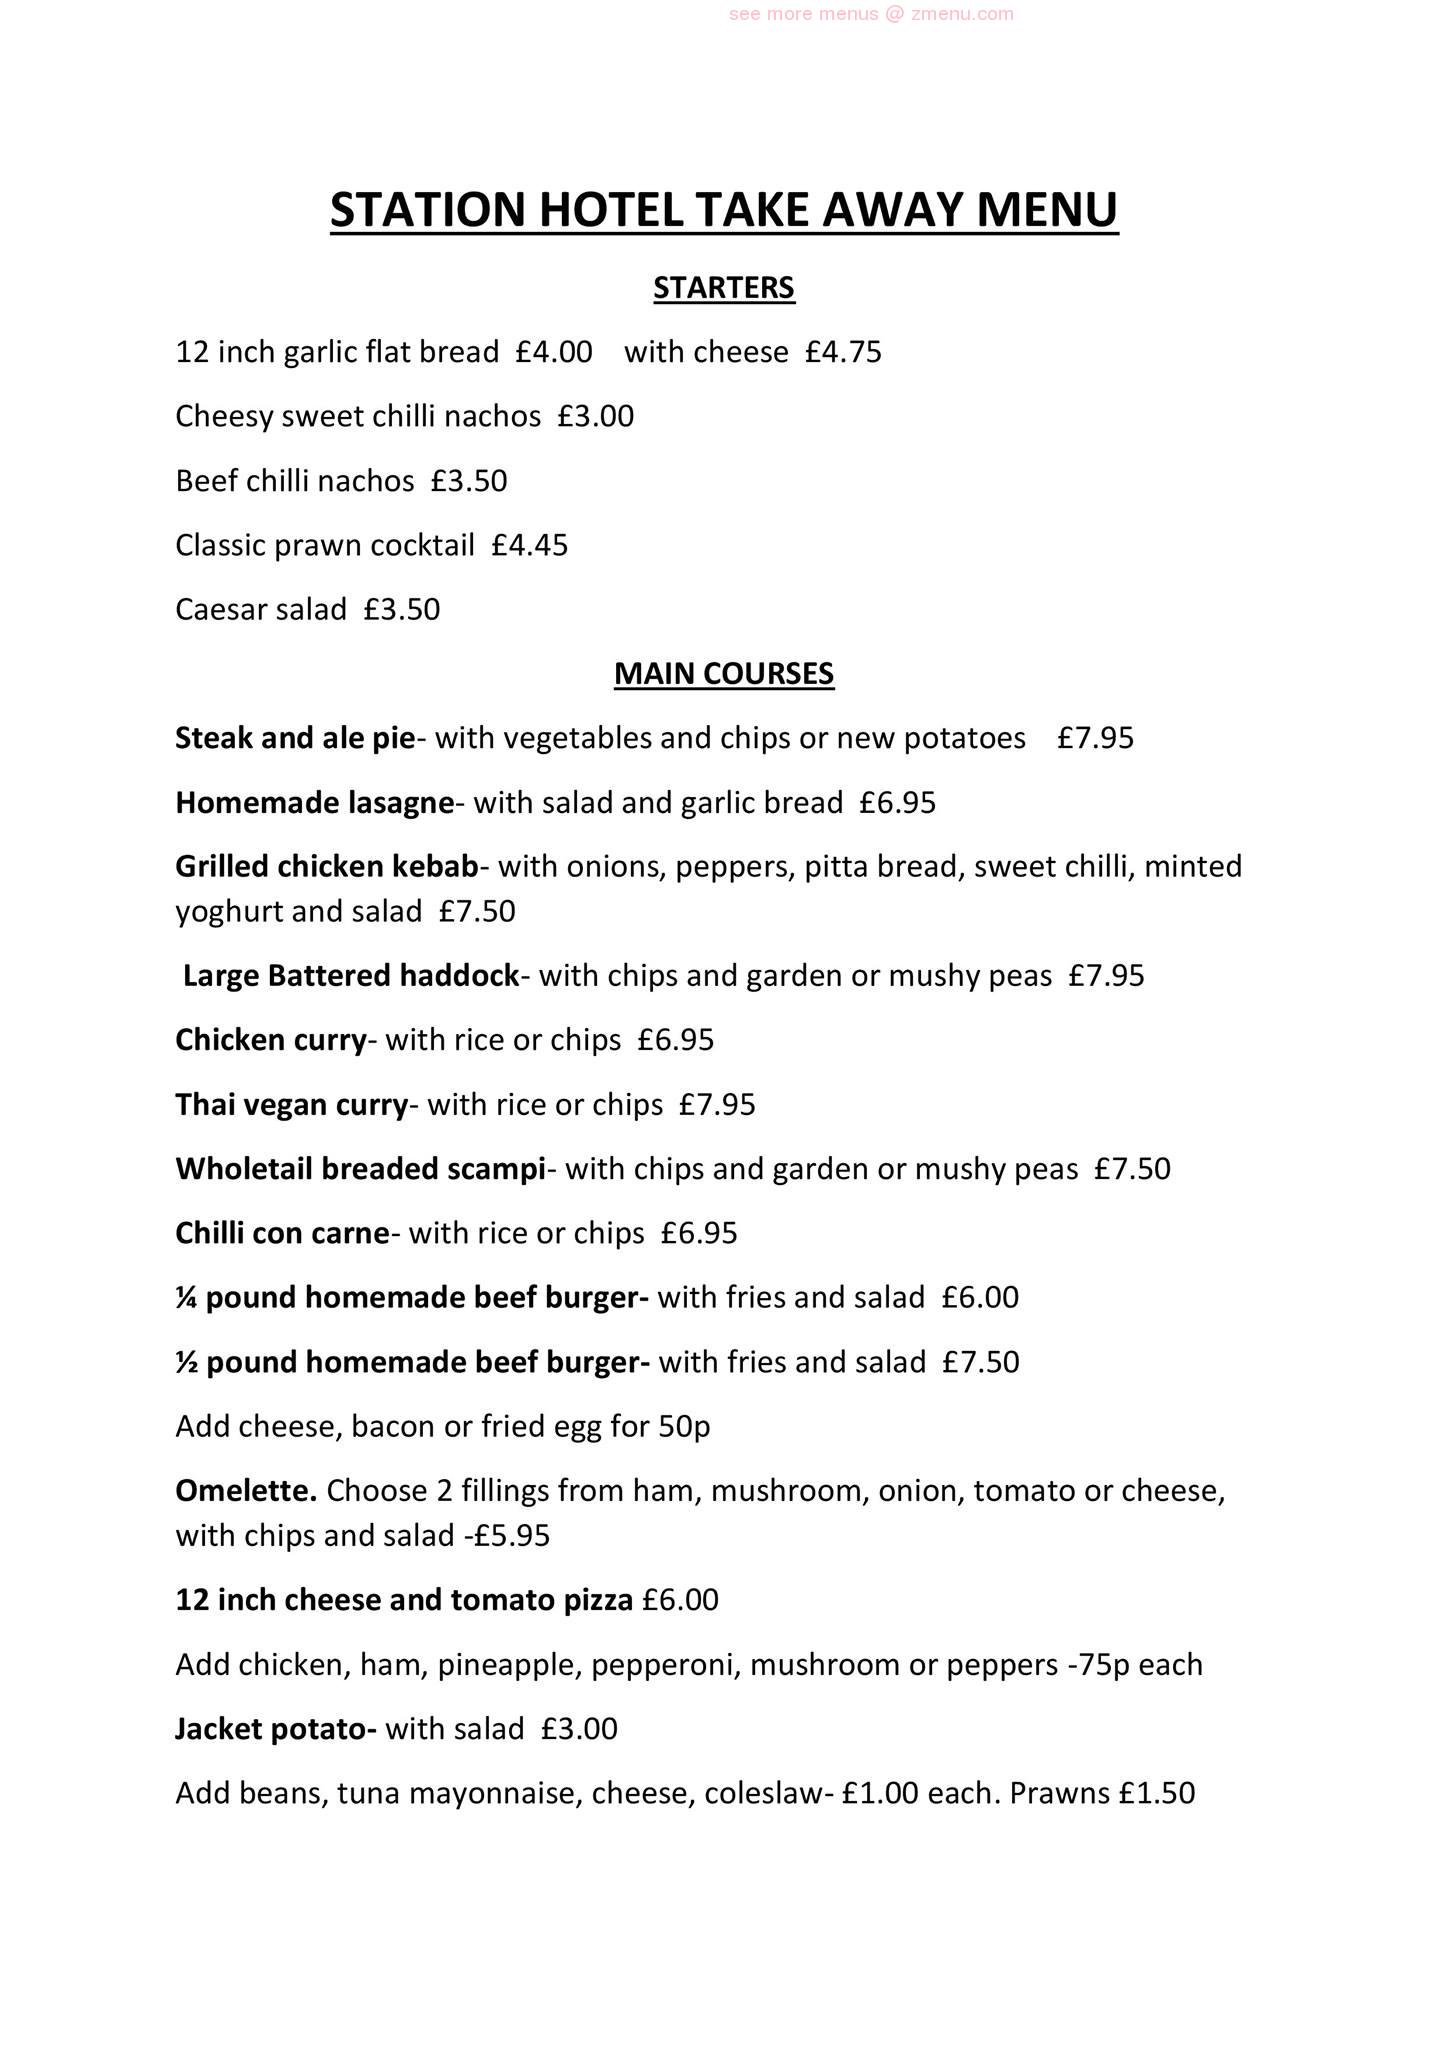 see more menus @ zmenu.com
STATION HOTEL TAKE AWAY MENU
STARTERS
12 inch garlic flat bread £4.00 with cheese £4.75
Cheesy sweet chilli nachos £3.00
Beef chilli nachos £3.50
Classic prawn cocktail £4.45
Caesar salad £3.50
MAIN COURSES
Steak and ale pie- with vegetables and chips or new potatoes £7.95
Homemade lasagne- with salad and garlic bread £6.95
Grilled chicken kebab- with onions, peppers, pitta bread, sweet chilli, minted
yoghurt and salad £7.50
Large Battered haddock- with chips and garden or mushy peas £7.95
Chicken curry- with rice or chips £6.95
Thai vegan curry- with rice or chips £7.95
Wholetail breaded scampi- with chips and garden or mushy peas £7.50
Chilli con carne- with rice or chips £6.95
¼ pound homemade beef burger- with fries and salad £6.00
½ pound homemade beef burger- with fries and salad £7.50
Add cheese, bacon or fried egg for 50p
Omelette. Choose 2 fillings from ham, mushroom, onion, tomato or cheese,
with chips and salad -£5.95
12 inch cheese and tomato pizza £6.00
Add chicken, ham, pineapple, pepperoni, mushroom or peppers -75p each
Jacket potato- with salad £3.00
Add beans, tuna mayonnaise, cheese, coleslaw- £1.00 each. Prawns £1.50